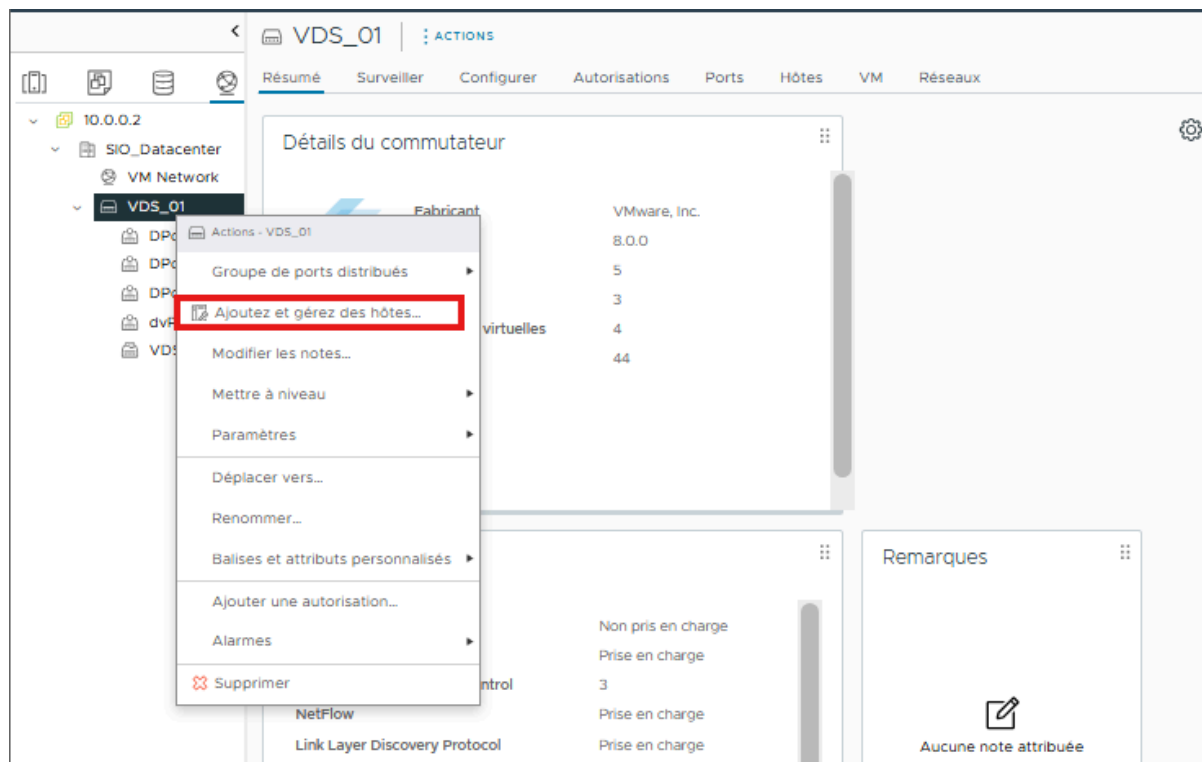 VDS_01
ACTIONS
Résumé Surveiller Configurer Autorisations Ports Hôtes VM Réseaux
10.0.0.2
SIO_Datacenter
VM Network
VDS_01
Détails du commutateur
Fabricant VMware, Inc.
8.0.0
5
3
virtuelles 4
44
Actions - VDS_01
Groupe de ports distribués
Ajoutez et gérez des hôtes...
Modifier les notes...
Mettre à niveau
Paramètres
Déplacer vers...
Renommer...
Balises et attributs personnalisés
Ajouter une autorisation...
Alarmes
Supprimer
Non pris en charge
Prise en charge
3
NetFlow Prise en charge
Link Layer Discovery Protocol Prise en charge
Remarques
Aucune note attribuée